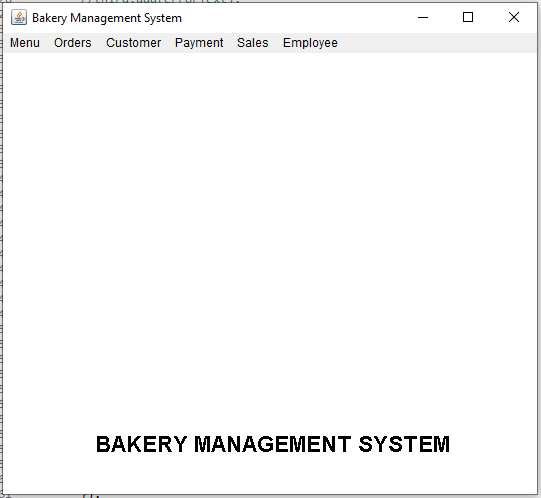 Bakery Management System
Menu Orders Customer Payment Sales Employee
BAKERY MANAGEMENT SYSTEM